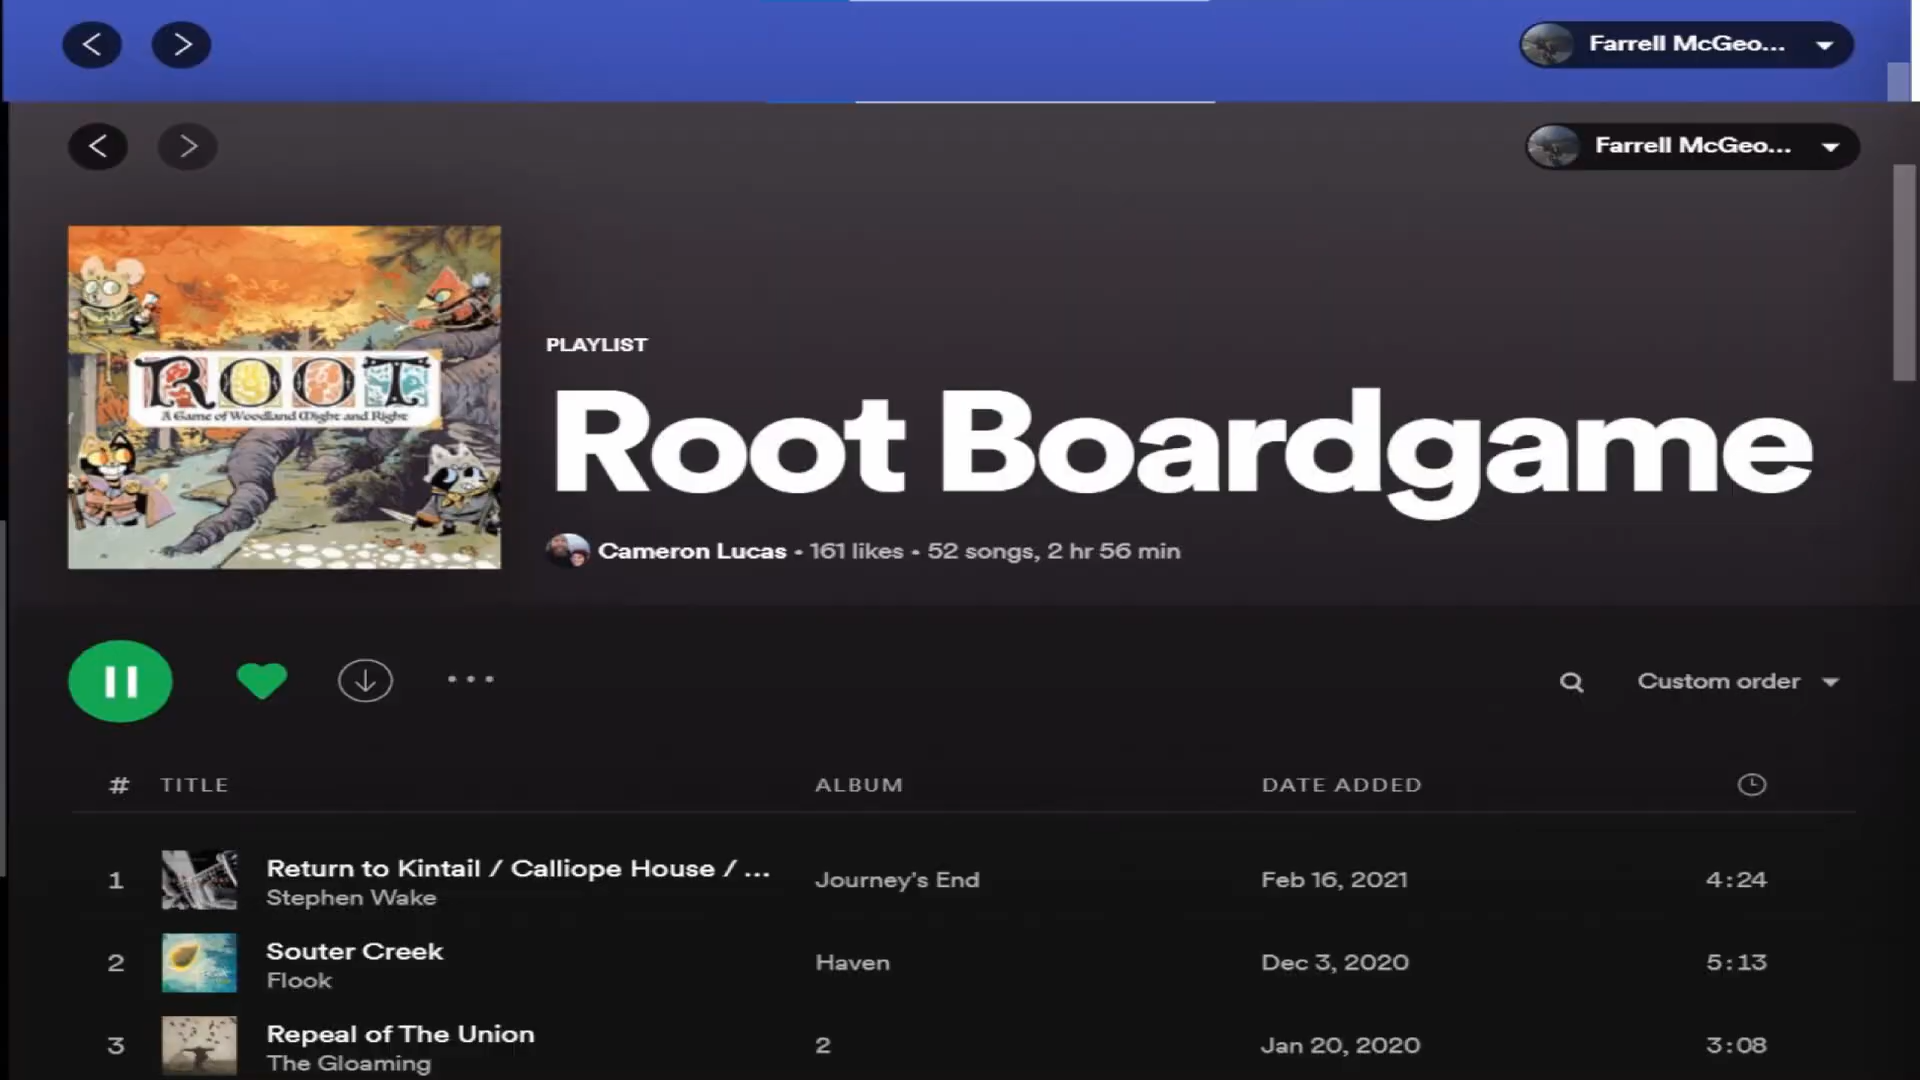 Farrell McGeo...
Farrell McGeo...
ROOT
A Game of Woodland Might and Right
PLAYLIST
Root Boardgame
Cameron Lucas • 161 likes • 52 songs, 2 hr 56 min
Custom order
# TITLE ALBUM DATE ADDED
1 Return to Kintail / Calliope House / ... Journey's End Feb 16, 2021 4:24
Stephen Wake
2 Souter Creek Haven Dec 3, 2020 5:13
Flook
3 Repeal of The Union 2 Jan 20, 2020 3:08
The Gloaming